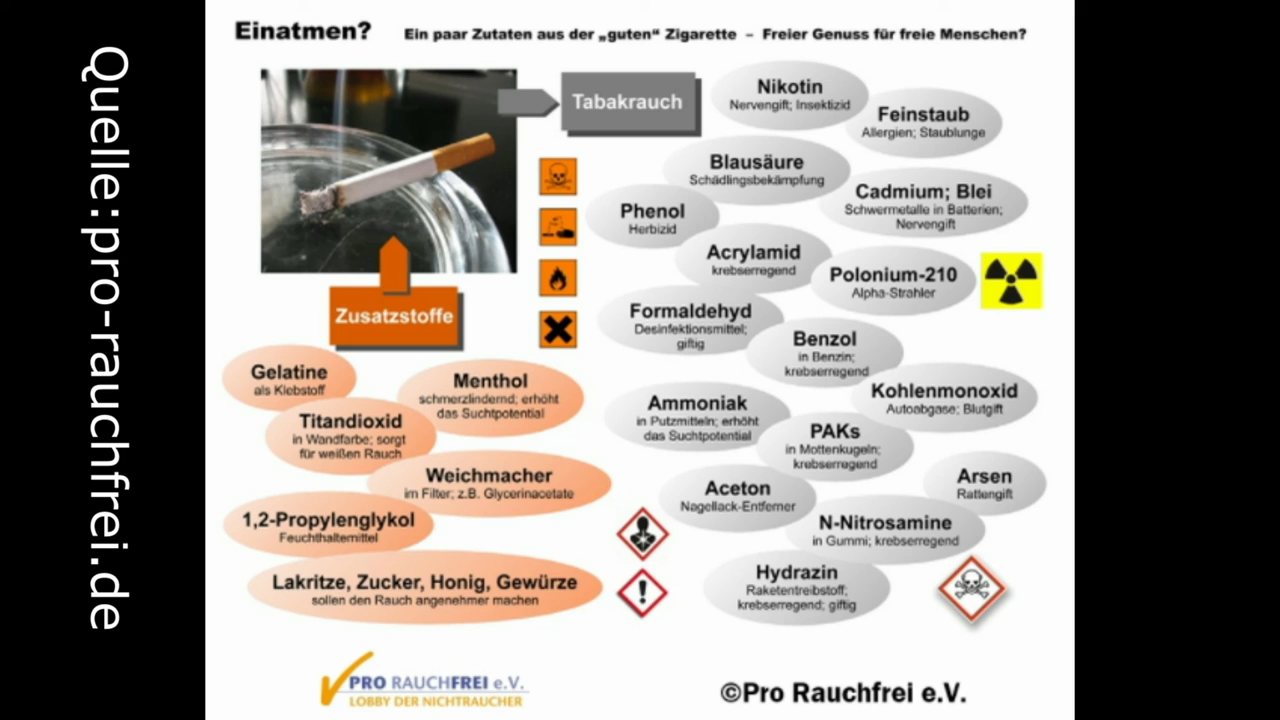 Quelle:pro-rauchfrei.de
Einatmen?
Ein paar Zutaten aus der „guten“ Zigarette – Freier Genuss für freie Menschen?
Tabakrauch
Nikotin
Nervengift; Insektizid
Feinstaub
Allergien; Staublunge
Blausäure
Schädlingsbekämpfung
Cadmium; Blei
Schwermetalle in Batterien;
Nervengift
Phenol
Herbizid
Acrylamid
krebserregend
Polonium-210
Alpha-Strahler
Formaldehyd
Desinfektionsmittel;
giftig
Benzol
in Benzin;
krebserregend
Kohlenmonoxid
Autoabgase; Blutgift
Ammoniak
in Putzmitteln; erhöht
das Suchtpotential
PAKs
in Mottenkugeln;
krebserregend
Arsen
Rattengift
Aceton
Nagellack-Entferner
N-Nitrosamine
in Gummi; krebserregend
Hydrazin
Raketentreibstoff;
krebserregend; giftig
Zusatzstoffe
Gelatine
als Klebstoff
Menthol
schmerzlindernd; erhöht
das Suchtpotential
Titandioxid
in Wandfarbe; sorgt
für weißen Rauch
Weichmacher
im Filter; z.B. Glycerinacetate
1,2-Propylenglykol
Feuchthaltemittel
Lakritze, Zucker, Honig, Gewürze
sollen den Rauch angenehmer machen
PRO RAUCHFREI e.V.
LOBBY DER NICHTRAUCHER
©Pro Rauchfrei e.V.